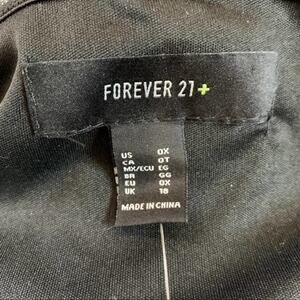 FOREVER 21+
US 0X
CA 0T
MX/ECU EG
BR GG
EU 0X
UK 18
MADE IN CHINA